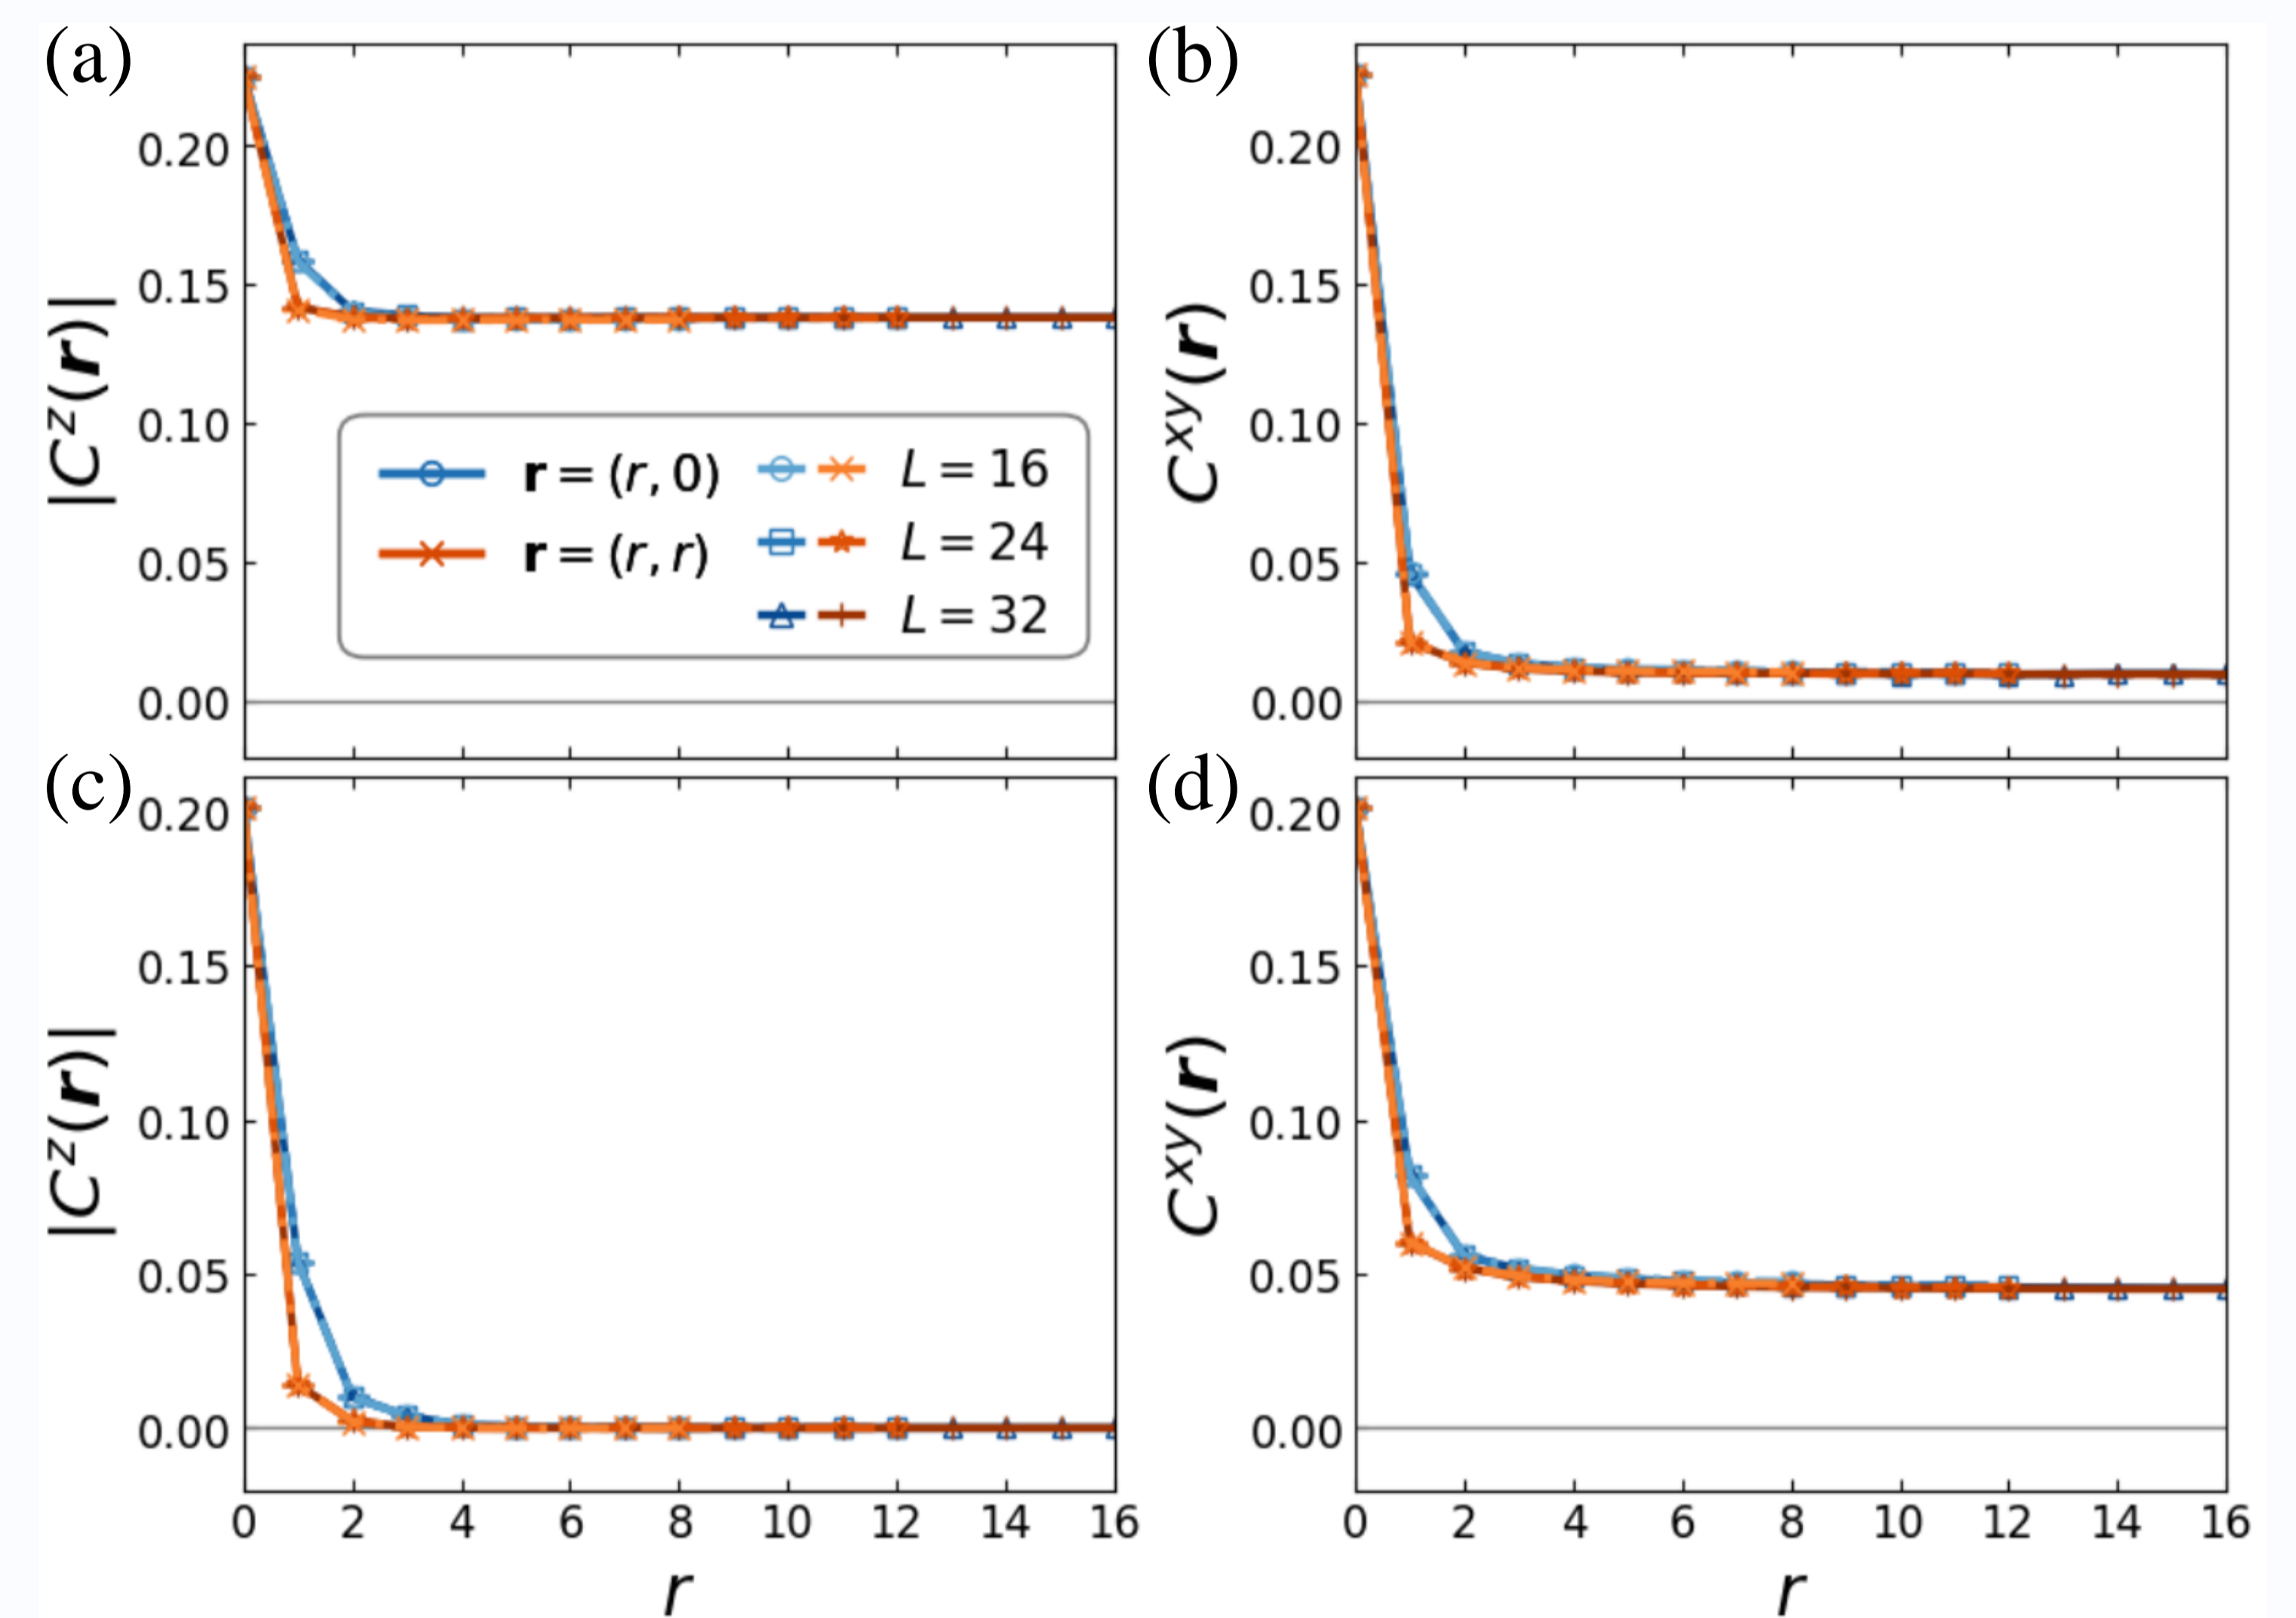 (a)
0.20
0.15
0.10
0.05
0.00
|C^z(r)|
r = (r, 0)
r = (r, r)
L = 16
L = 24
L = 32
(b)
0.20
0.15
0.10
0.05
0.00
C^{xy}(r)
(c)
0.20
0.15
0.10
0.05
0.00
|C^z(r)|
0 2 4 6 8 10 12 14 16
r
(d)
0.20
0.15
0.10
0.05
0.00
C^{xy}(r)
0 2 4 6 8 10 12 14 16
r